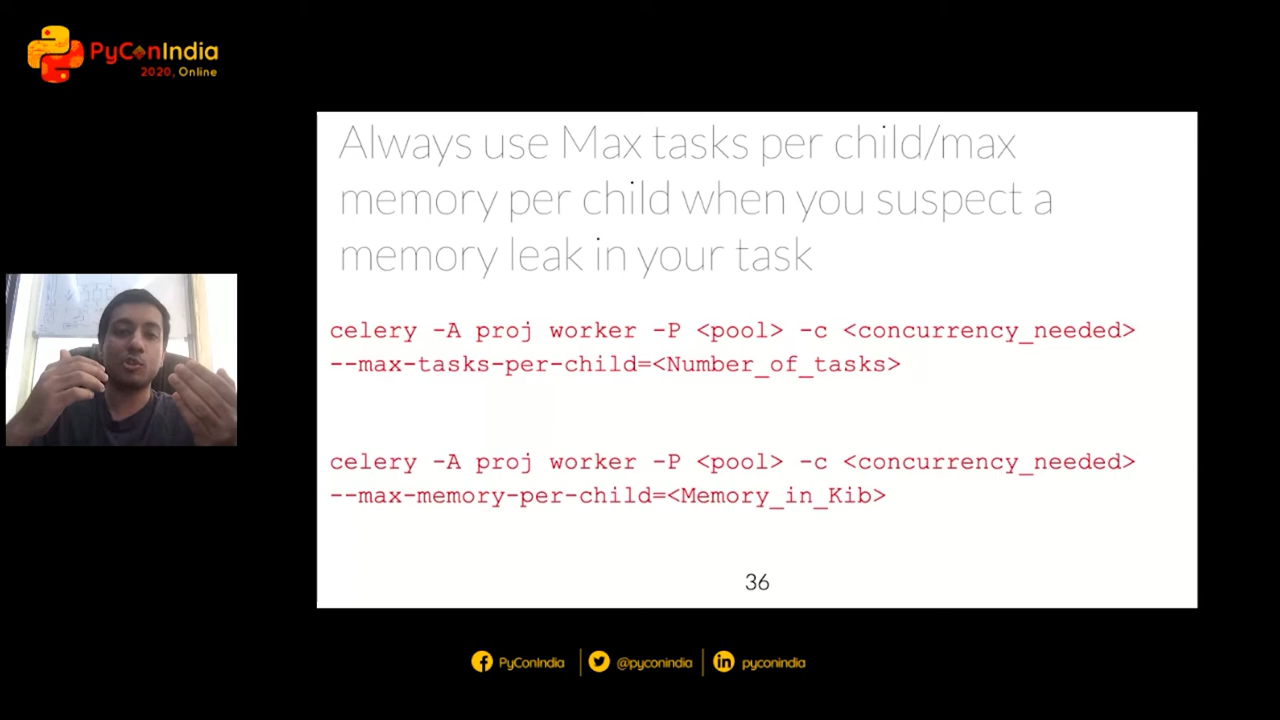 PyConIndia
2020, Online
Always use Max tasks per child/max
memory per child when you suspect a
memory leak in your task
celery -A proj worker -P <pool> -c <concurrency_needed>
--max-tasks-per-child=<Number_of_tasks>
celery -A proj worker -P <pool> -c <concurrency_needed>
--max-memory-per-child=<Memory_in_Kib>
36
PyConIndia
@pyconindia
pyconindia